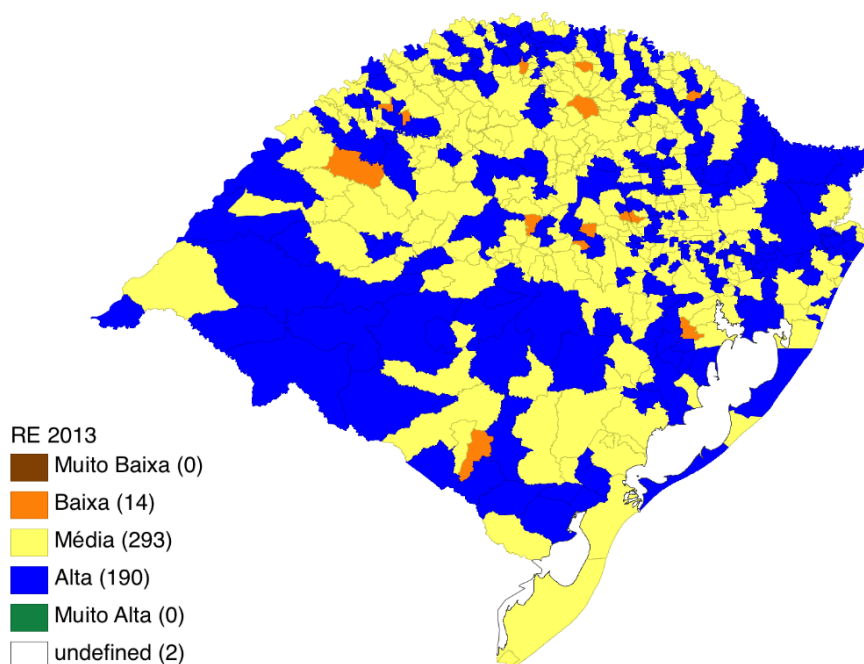 RE 2013
Muito Baixa (0)
Baixa (14)
Média (293)
Alta (190)
Muito Alta (0)
undefined (2)